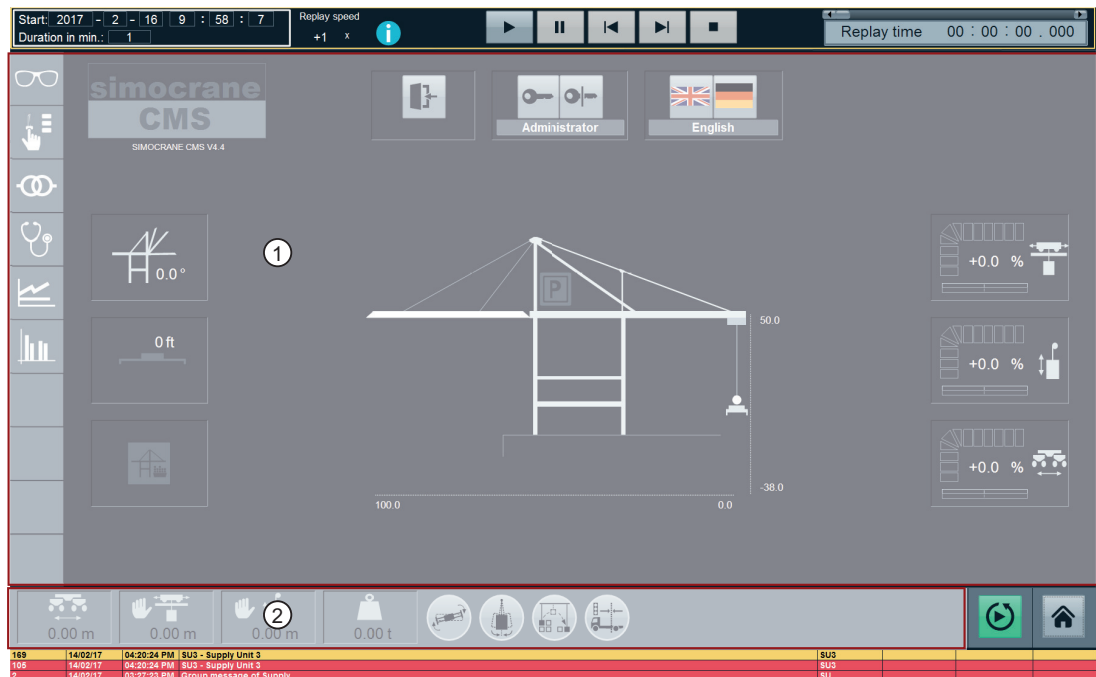 Start: 2017 - 2 - 16 9 : 58 : 7
Duration in min.: 1
Replay speed
+1 x
i
Replay time 00 : 00 : 00 . 000
simocrane
CMS
SIMOCRANE CMS V4.4
Administrator
English
1
0.0°
+0.0 %
P
50.0
0 ft
+0.0 %
+0.0 %
-38.0
100.0
0.0
2
0.00 m
0.00 m
0.00 m
0.00 t
169 14/02/17 04:20:24 PM SU3 - Supply Unit 3 SU3
105 14/02/17 04:20:24 PM SU3 - Supply Unit 3 SU3
2 14/02/17 03:27:23 PM Group message of Supply SU